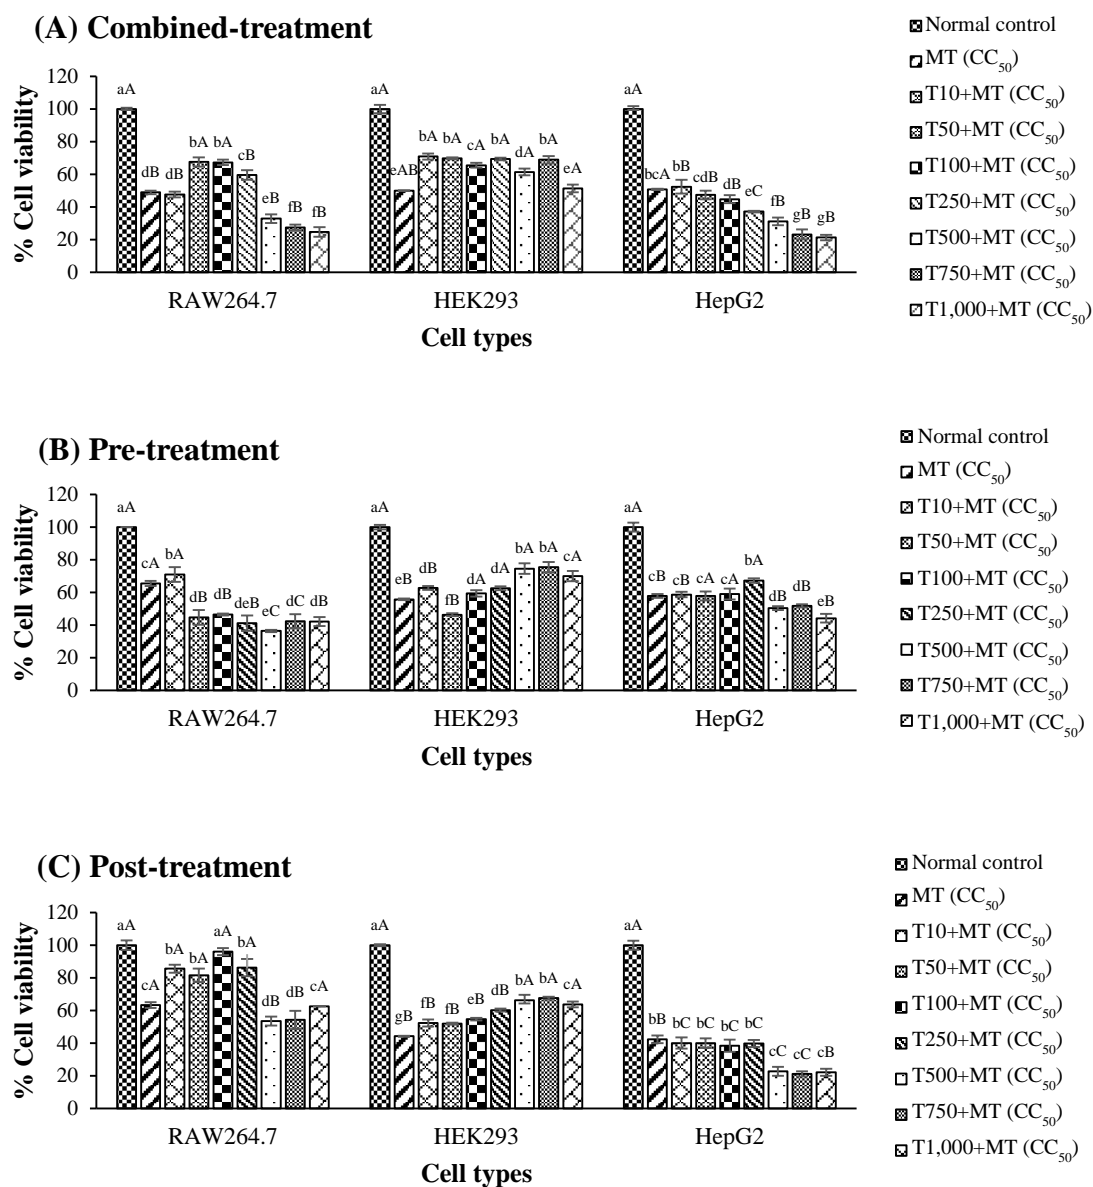 (A) Combined-treatment
% Cell viability
120
100
80
60
40
20
0
aA dB dB bA bA cB eB fB fB
aA eAB bA bA cA bA dA bA eA
aA bcA bB cdB dB eC fB gB gB
RAW264.7 HEK293 HepG2
Cell types
Normal control
MT (CC50)
T10+MT (CC50)
T50+MT (CC50)
T100+MT (CC50)
T250+MT (CC50)
T500+MT (CC50)
T750+MT (CC50)
T1,000+MT (CC50)
(B) Pre-treatment
% Cell viability
120
100
80
60
40
20
0
aA cA bA dB dB deB eC dC dB
aA eB dB fB dA dA bA bA cA
aA cB cB cA cA bA dB dB eB
RAW264.7 HEK293 HepG2
Cell types
Normal control
MT (CC50)
T10+MT (CC50)
T50+MT (CC50)
T100+MT (CC50)
T250+MT (CC50)
T500+MT (CC50)
T750+MT (CC50)
T1,000+MT (CC50)
(C) Post-treatment
% Cell viability
120
100
80
60
40
20
0
aA cA bA bA aA bA dB dB cA
aA gB fB fB eB dB bA bA cA
aA bB bC bC bC bC cC cC cB
RAW264.7 HEK293 HepG2
Cell types
Normal control
MT (CC50)
T10+MT (CC50)
T50+MT (CC50)
T100+MT (CC50)
T250+MT (CC50)
T500+MT (CC50)
T750+MT (CC50)
T1,000+MT (CC50)